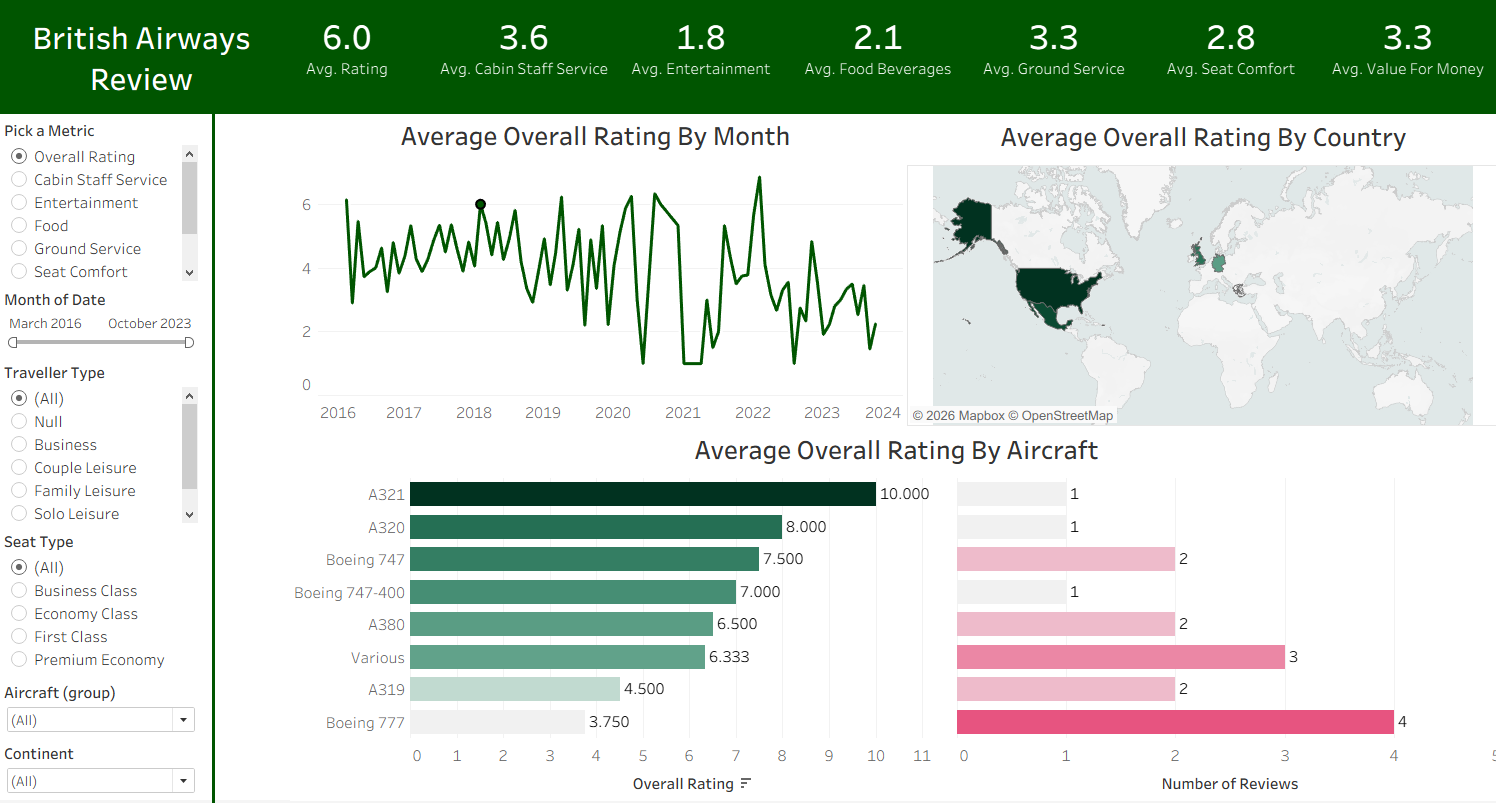 British Airways
Review
6.0
Avg. Rating
3.6
Avg. Cabin Staff Service
1.8
Avg. Entertainment
2.1
Avg. Food Beverages
3.3
Avg. Ground Service
2.8
Avg. Seat Comfort
3.3
Avg. Value For Money
Pick a Metric
Overall Rating
Cabin Staff Service
Entertainment
Food
Ground Service
Seat Comfort
Month of Date
March 2016 October 2023
Traveller Type
(All)
Null
Business
Couple Leisure
Family Leisure
Solo Leisure
Seat Type
(All)
Business Class
Economy Class
First Class
Premium Economy
Aircraft (group)
(All)
Continent
(All)
Average Overall Rating By Month
6
4
2
0
2016 2017 2018 2019 2020 2021 2022 2023 2024
Average Overall Rating By Country
© 2026 Mapbox © OpenStreetMap
Average Overall Rating By Aircraft
A321 10.000 1
A320 8.000 1
Boeing 747 7.500 2
Boeing 747-400 7.000 1
A380 6.500 2
Various 6.333 3
A319 4.500 2
Boeing 777 3.750 4
0 1 2 3 4 5 6 7 8 9 10 11
Overall Rating
0 1 2 3 4
Number of Reviews